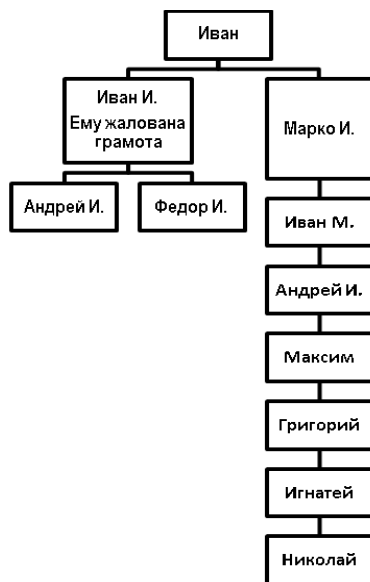 Иван
Иван И.
Ему жалована
грамота
Марко И.
Андрей И.
Федор И.
Иван М.
Андрей И.
Максим
Григорий
Игнатей
Николай